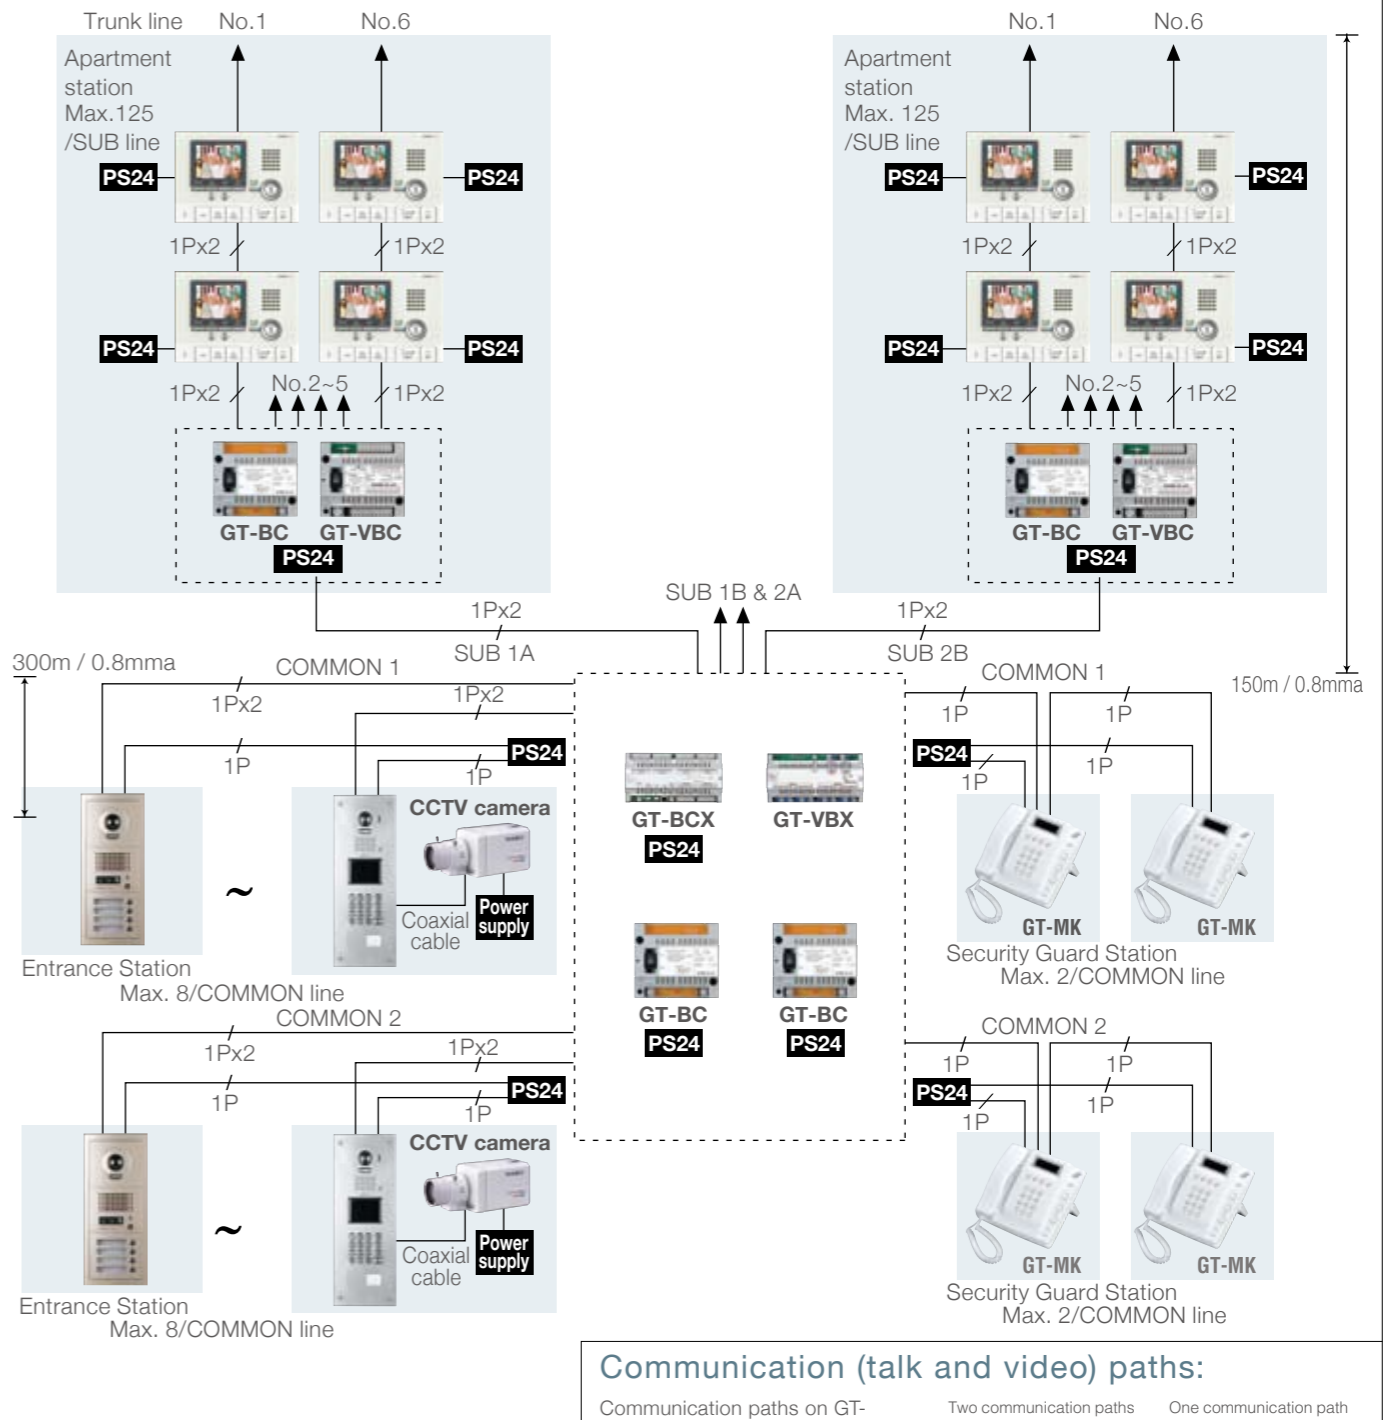 Trunk line No.1 No.6
No.1 No.6
Apartment
station
Max.125
/SUB line
Apartment
station
Max. 125
/SUB line
PS24 PS24
PS24 PS24
1Px2 1Px2
1Px2 1Px2
PS24 PS24
PS24 PS24
1Px2 No.2~5 1Px2
1Px2 No.2~5 1Px2
GT-BC GT-VBC
PS24
GT-BC GT-VBC
PS24
SUB 1B & 2A
1Px2
SUB 1A
1Px2
SUB 2B
300m / 0.8mma
150m / 0.8mma
COMMON 1
1Px2 1Px2
1P 1P PS24
CCTV camera
Coaxial
cable
Power
supply
Entrance Station
Max. 8/COMMON line
~
COMMON 2
1Px2 1Px2
1P 1P PS24
CCTV camera
Coaxial
cable
Power
supply
Entrance Station
Max. 8/COMMON line
~
GT-BCX GT-VBX
PS24
GT-BC GT-BC
PS24 PS24
COMMON 1
1P 1P
PS24 1P 1P
GT-MK GT-MK
Security Guard Station
Max. 2/COMMON line
COMMON 2
1P 1P
PS24 1P 1P
GT-MK GT-MK
Security Guard Station
Max. 2/COMMON line
Communication (talk and video) paths:
Communication paths on GT- Two communication paths One communication path